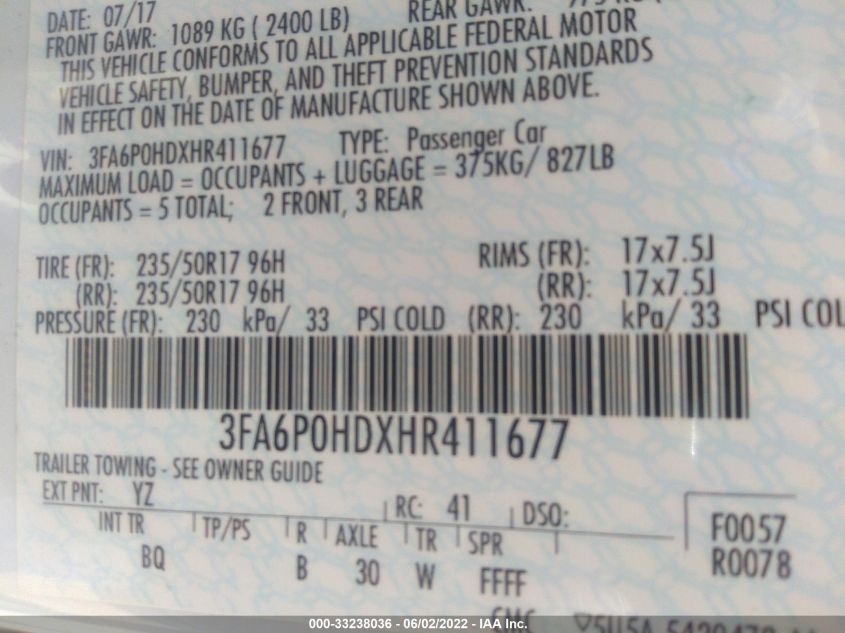 DATE: 07/17 REAR GAWR:
FRONT GAWR: 1089 KG ( 2400 LB)
THIS VEHICLE CONFORMS TO ALL APPLICABLE FEDERAL MOTOR
VEHICLE SAFETY, BUMPER, AND THEFT PREVENTION STANDARDS
IN EFFECT ON THE DATE OF MANUFACTURE SHOWN ABOVE.
VIN: 3FA6P0HDXHR411677 TYPE: Passenger Car
MAXIMUM LOAD = OCCUPANTS + LUGGAGE = 375KG/ 827LB
OCCUPANTS = 5 TOTAL; 2 FRONT, 3 REAR
TIRE (FR): 235/50R17 96H RIMS (FR): 17x7.5J
(RR): 235/50R17 96H (RR): 17x7.5J
PRESSURE (FR): 230 kPa/ 33 PSI COLD (RR): 230 kPa/ 33 PSI COL
3FA6P0HDXHR411677
TRAILER TOWING - SEE OWNER GUIDE
EXT PNT: YZ RC: 41 DSO:
INT TR TP/PS R AXLE TR SPR F0057
BQ B 30 W FFFF R0078
000-33238036 - 06/02/2022 - IAA Inc.